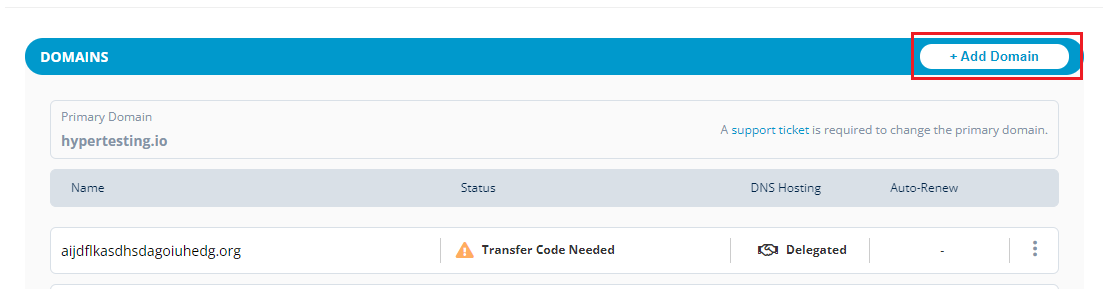 DOMAINS
+ Add Domain
Primary Domain
hypertesting.io
A support ticket is required to change the primary domain.
Name Status DNS Hosting Auto-Renew
aijdflkasdhsdagoiuhedg.org Transfer Code Needed Delegated -